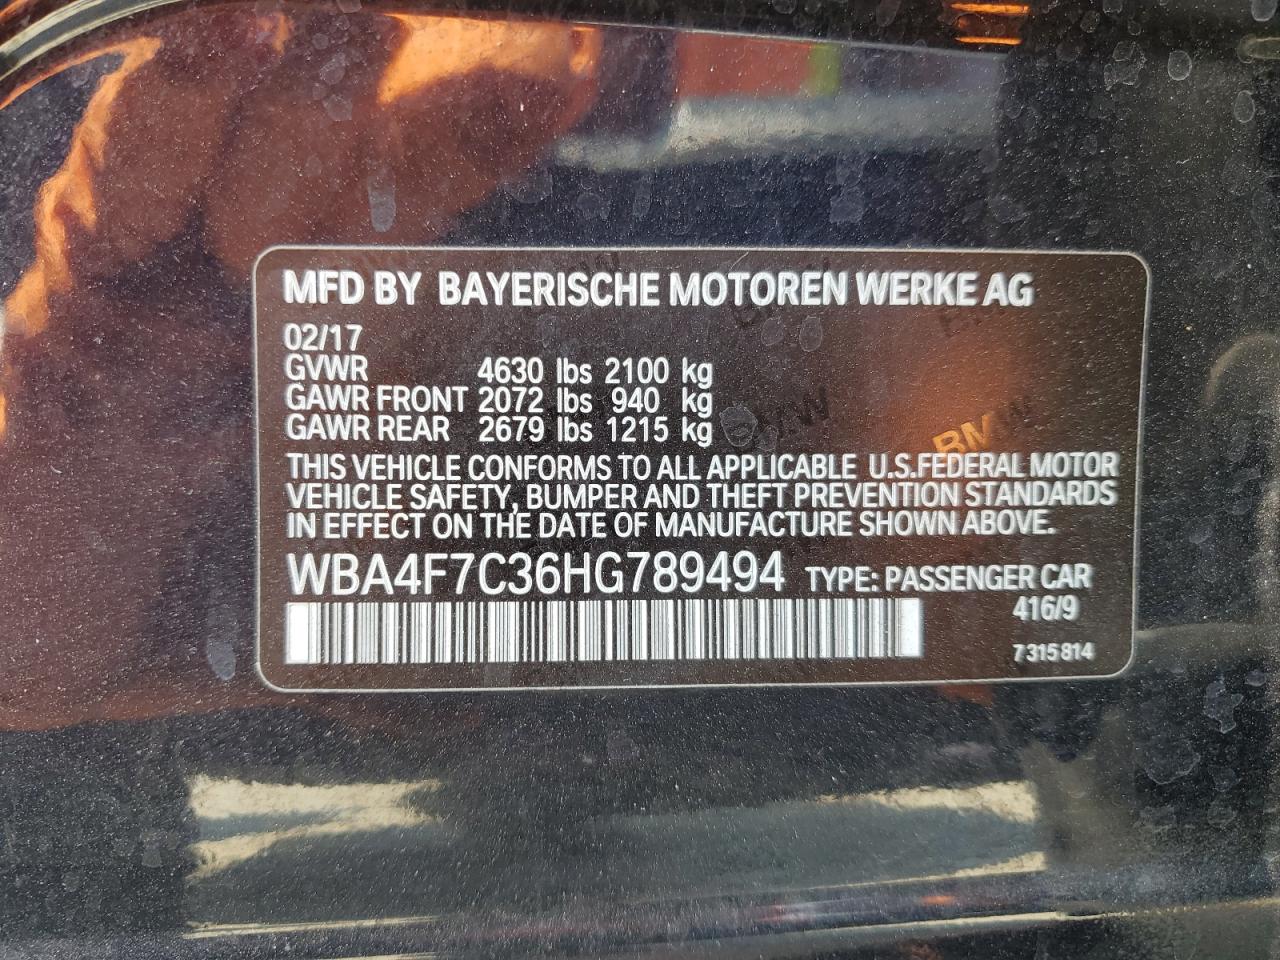 MFD BY BAYERISCHE MOTOREN WERKE AG
02/17
GVWR 4630 lbs 2100 kg
GAWR FRONT 2072 lbs 940 kg
GAWR REAR 2679 lbs 1215 kg
THIS VEHICLE CONFORMS TO ALL APPLICABLE U.S.FEDERAL MOTOR
VEHICLE SAFETY, BUMPER AND THEFT PREVENTION STANDARDS
IN EFFECT ON THE DATE OF MANUFACTURE SHOWN ABOVE.
WBA4F7C36HG789494 TYPE: PASSENGER CAR
416/9
7 315 814
BMW